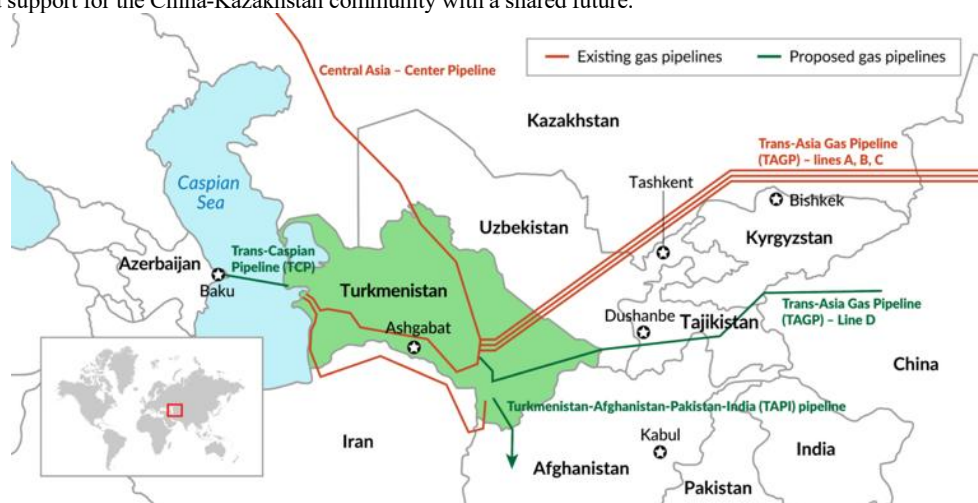 support for the China-Kazakhstan community with a shared future.
Existing gas pipelines
Proposed gas pipelines
Central Asia – Center Pipeline
Kazakhstan
Trans-Asia Gas Pipeline
(TAGP) – lines A, B, C
Tashkent
Caspian
Sea
Bishkek
Uzbekistan
Kyrgyzstan
Trans-Caspian
Pipeline (TCP)
Azerbaijan
Baku
Turkmenistan
Trans-Asia Gas Pipeline
(TAGP) – Line D
Dushanbe
Tajikistan
Ashgabat
China
Turkmenistan-Afghanistan-Pakistan-India (TAPI) pipeline
Iran
Kabul
India
Afghanistan
Pakistan